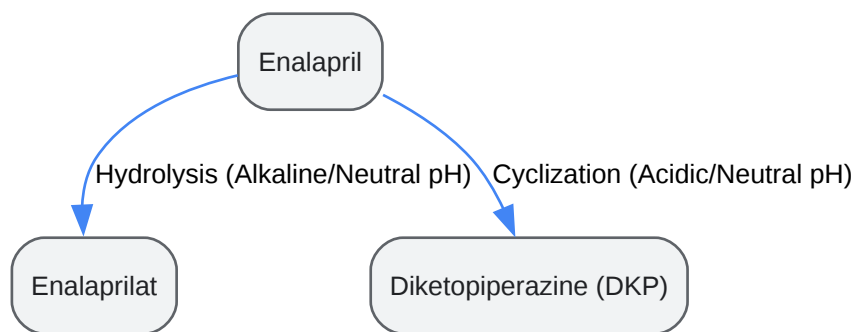 Enalapril
Hydrolysis (Alkaline/Neutral pH)
Cyclization (Acidic/Neutral pH)
Enalaprilat
Diketopiperazine (DKP)